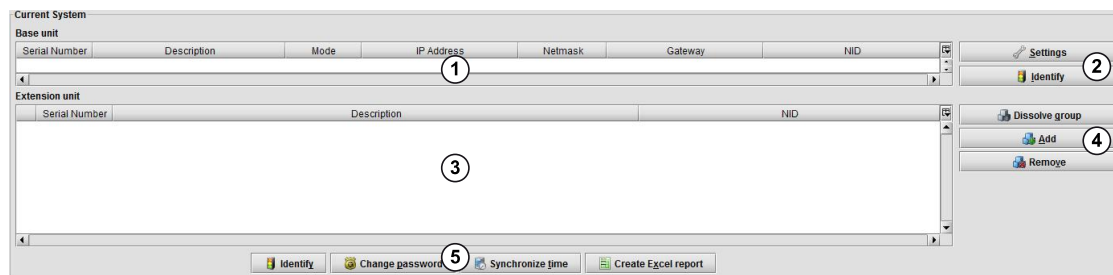 Current System
Base unit
Serial Number Description Mode IP Address Netmask Gateway NID
1
Settings
2
Identify
Extension unit
Serial Number Description NID
3
Dissolve group
Add
4
Remove
Identify Change password 5 Synchronize time Create Excel report